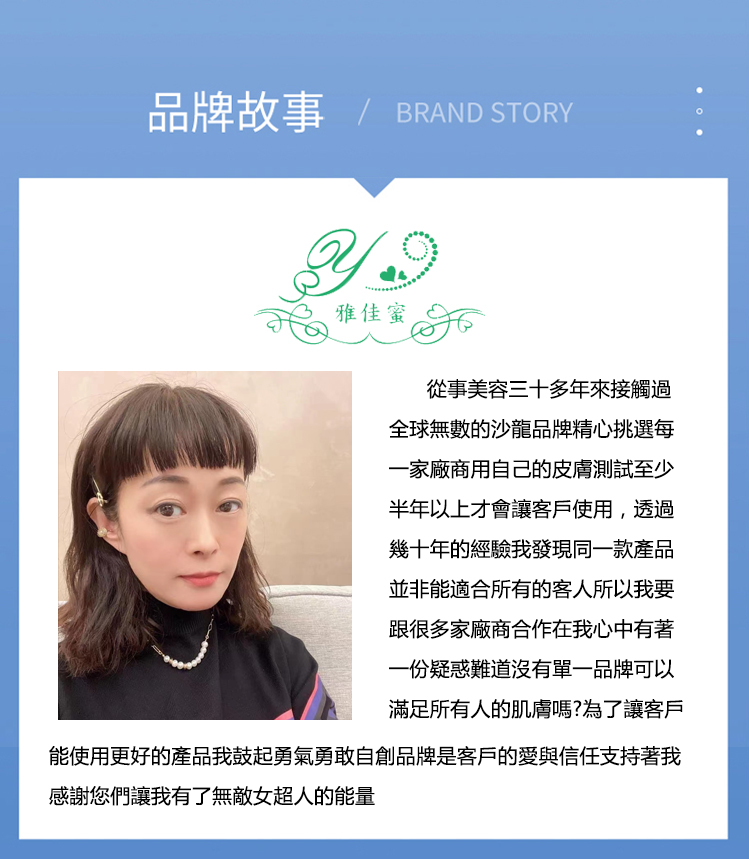 品牌故事 / BRAND STORY
雅佳蜜
從事美容三十多年來接觸過
全球無數的沙龍品牌精心挑選每
一家廠商用自己的皮膚測試至少
半年以上才會讓客戶使用，透過
幾十年的經驗我發現同一款產品
並非能適合所有的客人所以我要
跟很多家廠商合作在我心中有著
一份疑惑難道沒有單一品牌可以
滿足所有人的肌膚嗎?為了讓客戶
能使用更好的產品我鼓起勇氣勇敢自創品牌是客戶的愛與信任支持著我
感謝您們讓我有了無敵女超人的能量